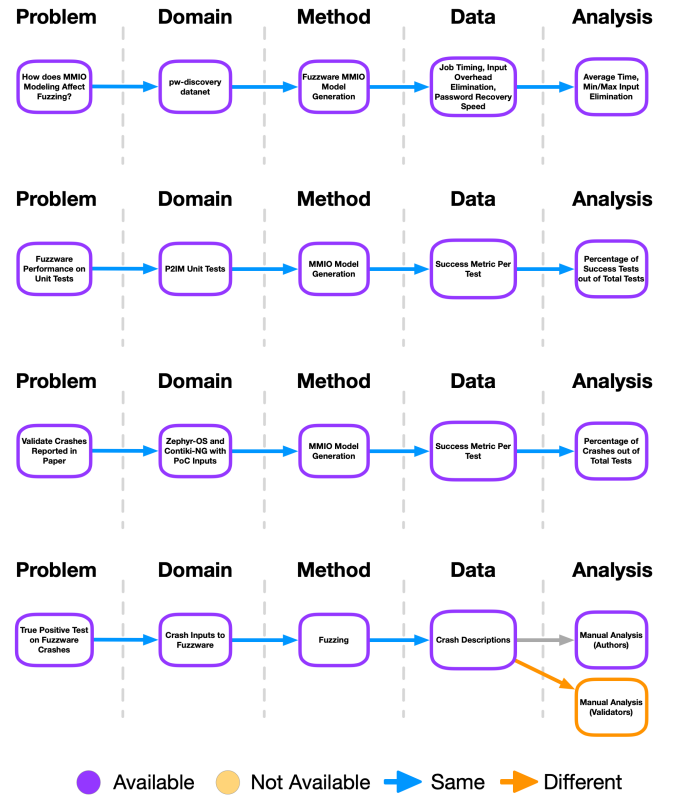 Problem Domain Method Data Analysis
How does MMIO
Modeling Affect
Fuzzing?
pw-discovery
datanet
Fuzzware MMIO
Model
Generation
Job Timing, Input
Overhead
Elimination,
Password Recovery
Speed
Average Time,
Min/Max Input
Elimination
Problem Domain Method Data Analysis
Fuzzware
Performance on
Unit Tests
P2IM Unit Tests
MMIO Model
Generation
Success Metric Per
Test
Percentage of
Success Tests
out of Total Tests
Problem Domain Method Data Analysis
Validate Crashes
Reported in
Paper
Zephyr-OS and
Contiki-NG with
PoC Inputs
MMIO Model
Generation
Success Metric Per
Test
Percentage of
Crashes out of
Total Tests
Problem Domain Method Data Analysis
True Positive Test
on Fuzzware
Crashes
Crash Inputs to
Fuzzware
Fuzzing
Crash Descriptions
Manual Analysis
(Authors)
Manual Analysis
(Validators)
Available Not Available Same Different